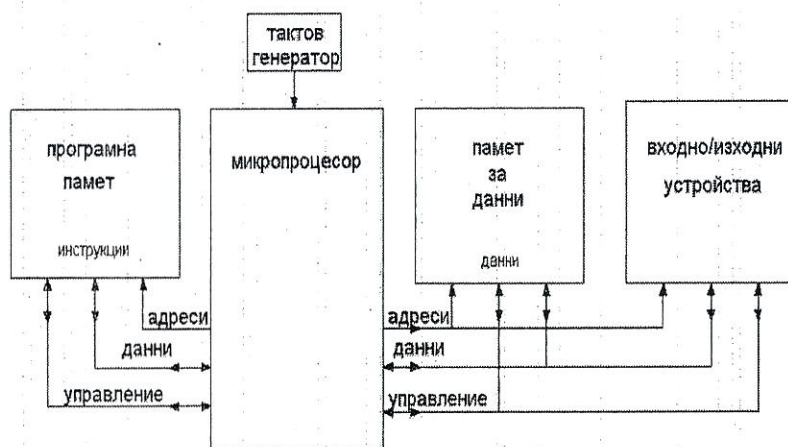 тактов
генератор
програмна
памет
инструкции
микропроцесор
памет
за
данни
данни
входно/изходни
устройства
адреси
данни
управление
адреси
данни
управление